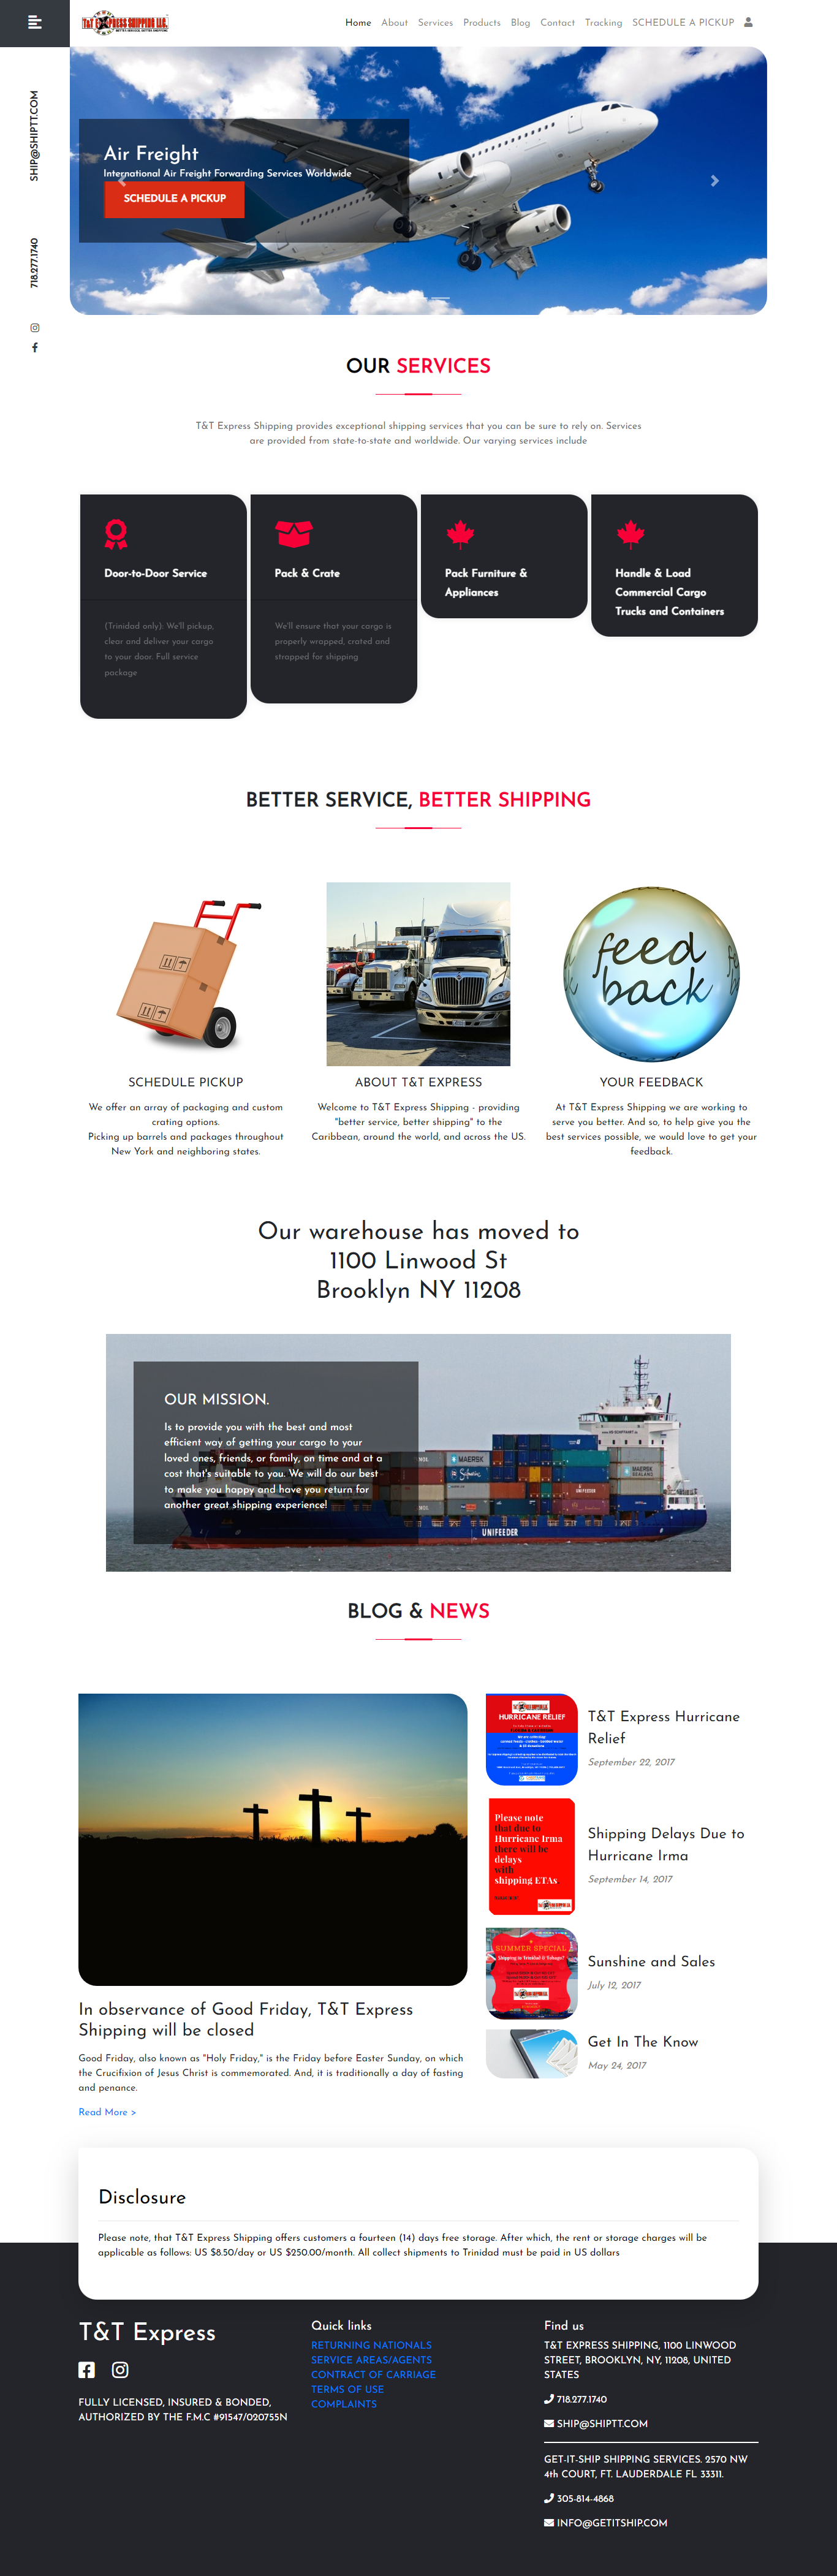 T&T EXPRESS SHIPPING LLC.
Home About Services Products Blog Contact Tracking SCHEDULE A PICKUP
SHIP@SHIPTT.COM
718.277.1740
Air Freight
International Air Freight Forwarding Services Worldwide
SCHEDULE A PICKUP
OUR SERVICES
T&T Express Shipping provides exceptional shipping services that you can be sure to rely on. Services
are provided from state-to-state and worldwide. Our varying services include
Door-to-Door Service
(Trinidad only): We'll pickup,
clear and deliver your cargo
to your door. Full service
package
Pack & Crate
We'll ensure that your cargo is
properly wrapped, crated and
strapped for shipping
Pack Furniture &
Appliances
Handle & Load
Commercial Cargo
Trucks and Containers
BETTER SERVICE, BETTER SHIPPING
feed
back
SCHEDULE PICKUP
We offer an array of packaging and custom
crating options.
Picking up barrels and packages throughout
New York and neighboring states.
ABOUT T&T EXPRESS
Welcome to T&T Express Shipping - providing
"better service, better shipping" to the
Caribbean, around the world, and across the US.
YOUR FEEDBACK
At T&T Express Shipping we are working to
serve you better. And so, to help give you the
best services possible, we would love to get your
feedback.
Our warehouse has moved to
1100 Linwood St
Brooklyn NY 11208
OUR MISSION.
Is to provide you with the best and most
efficient way of getting your cargo to your
loved ones, friends, or family, on time and at a
cost that's suitable to you. We will do our best
to make you happy and have you return for
another great shipping experience!
MAERSK
MAERSK
SEALAND
UNIFEEDER
BLOG & NEWS
In observance of Good Friday, T&T Express
Shipping will be closed
Good Friday, also known as "Holy Friday," is the Friday before Easter Sunday, on which
the Crucifixion of Jesus Christ is commemorated. And, it is traditionally a day of fasting
and penance.
Read More >
HURRICANE RELIEF
T&T Express Hurricane
Relief
September 22, 2017
Please note
that due to
Hurricane Irma
there will be
delays
with
shipping ETAs
Shipping Delays Due to
Hurricane Irma
September 14, 2017
SUMMER SPECIAL
Shipping to Trinidad & Tobago?
Sunshine and Sales
July 12, 2017
Get In The Know
May 24, 2017
Disclosure
Please note, that T&T Express Shipping offers customers a fourteen (14) days free storage. After which, the rent or storage charges will be
applicable as follows: US $8.50/day or US $250.00/month. All collect shipments to Trinidad must be paid in US dollars
T&T Express
FULLY LICENSED, INSURED & BONDED,
AUTHORIZED BY THE F.M.C #91547/020755N
Quick links
RETURNING NATIONALS
SERVICE AREAS/AGENTS
CONTRACT OF CARRIAGE
TERMS OF USE
COMPLAINTS
Find us
T&T EXPRESS SHIPPING, 1100 LINWOOD
STREET, BROOKLYN, NY, 11208, UNITED
STATES
718.277.1740
SHIP@SHIPTT.COM
GET-IT-SHIP SHIPPING SERVICES. 2570 NW
4th COURT, FT. LAUDERDALE FL 33311.
305-814-4868
INFO@GETITSHIP.COM